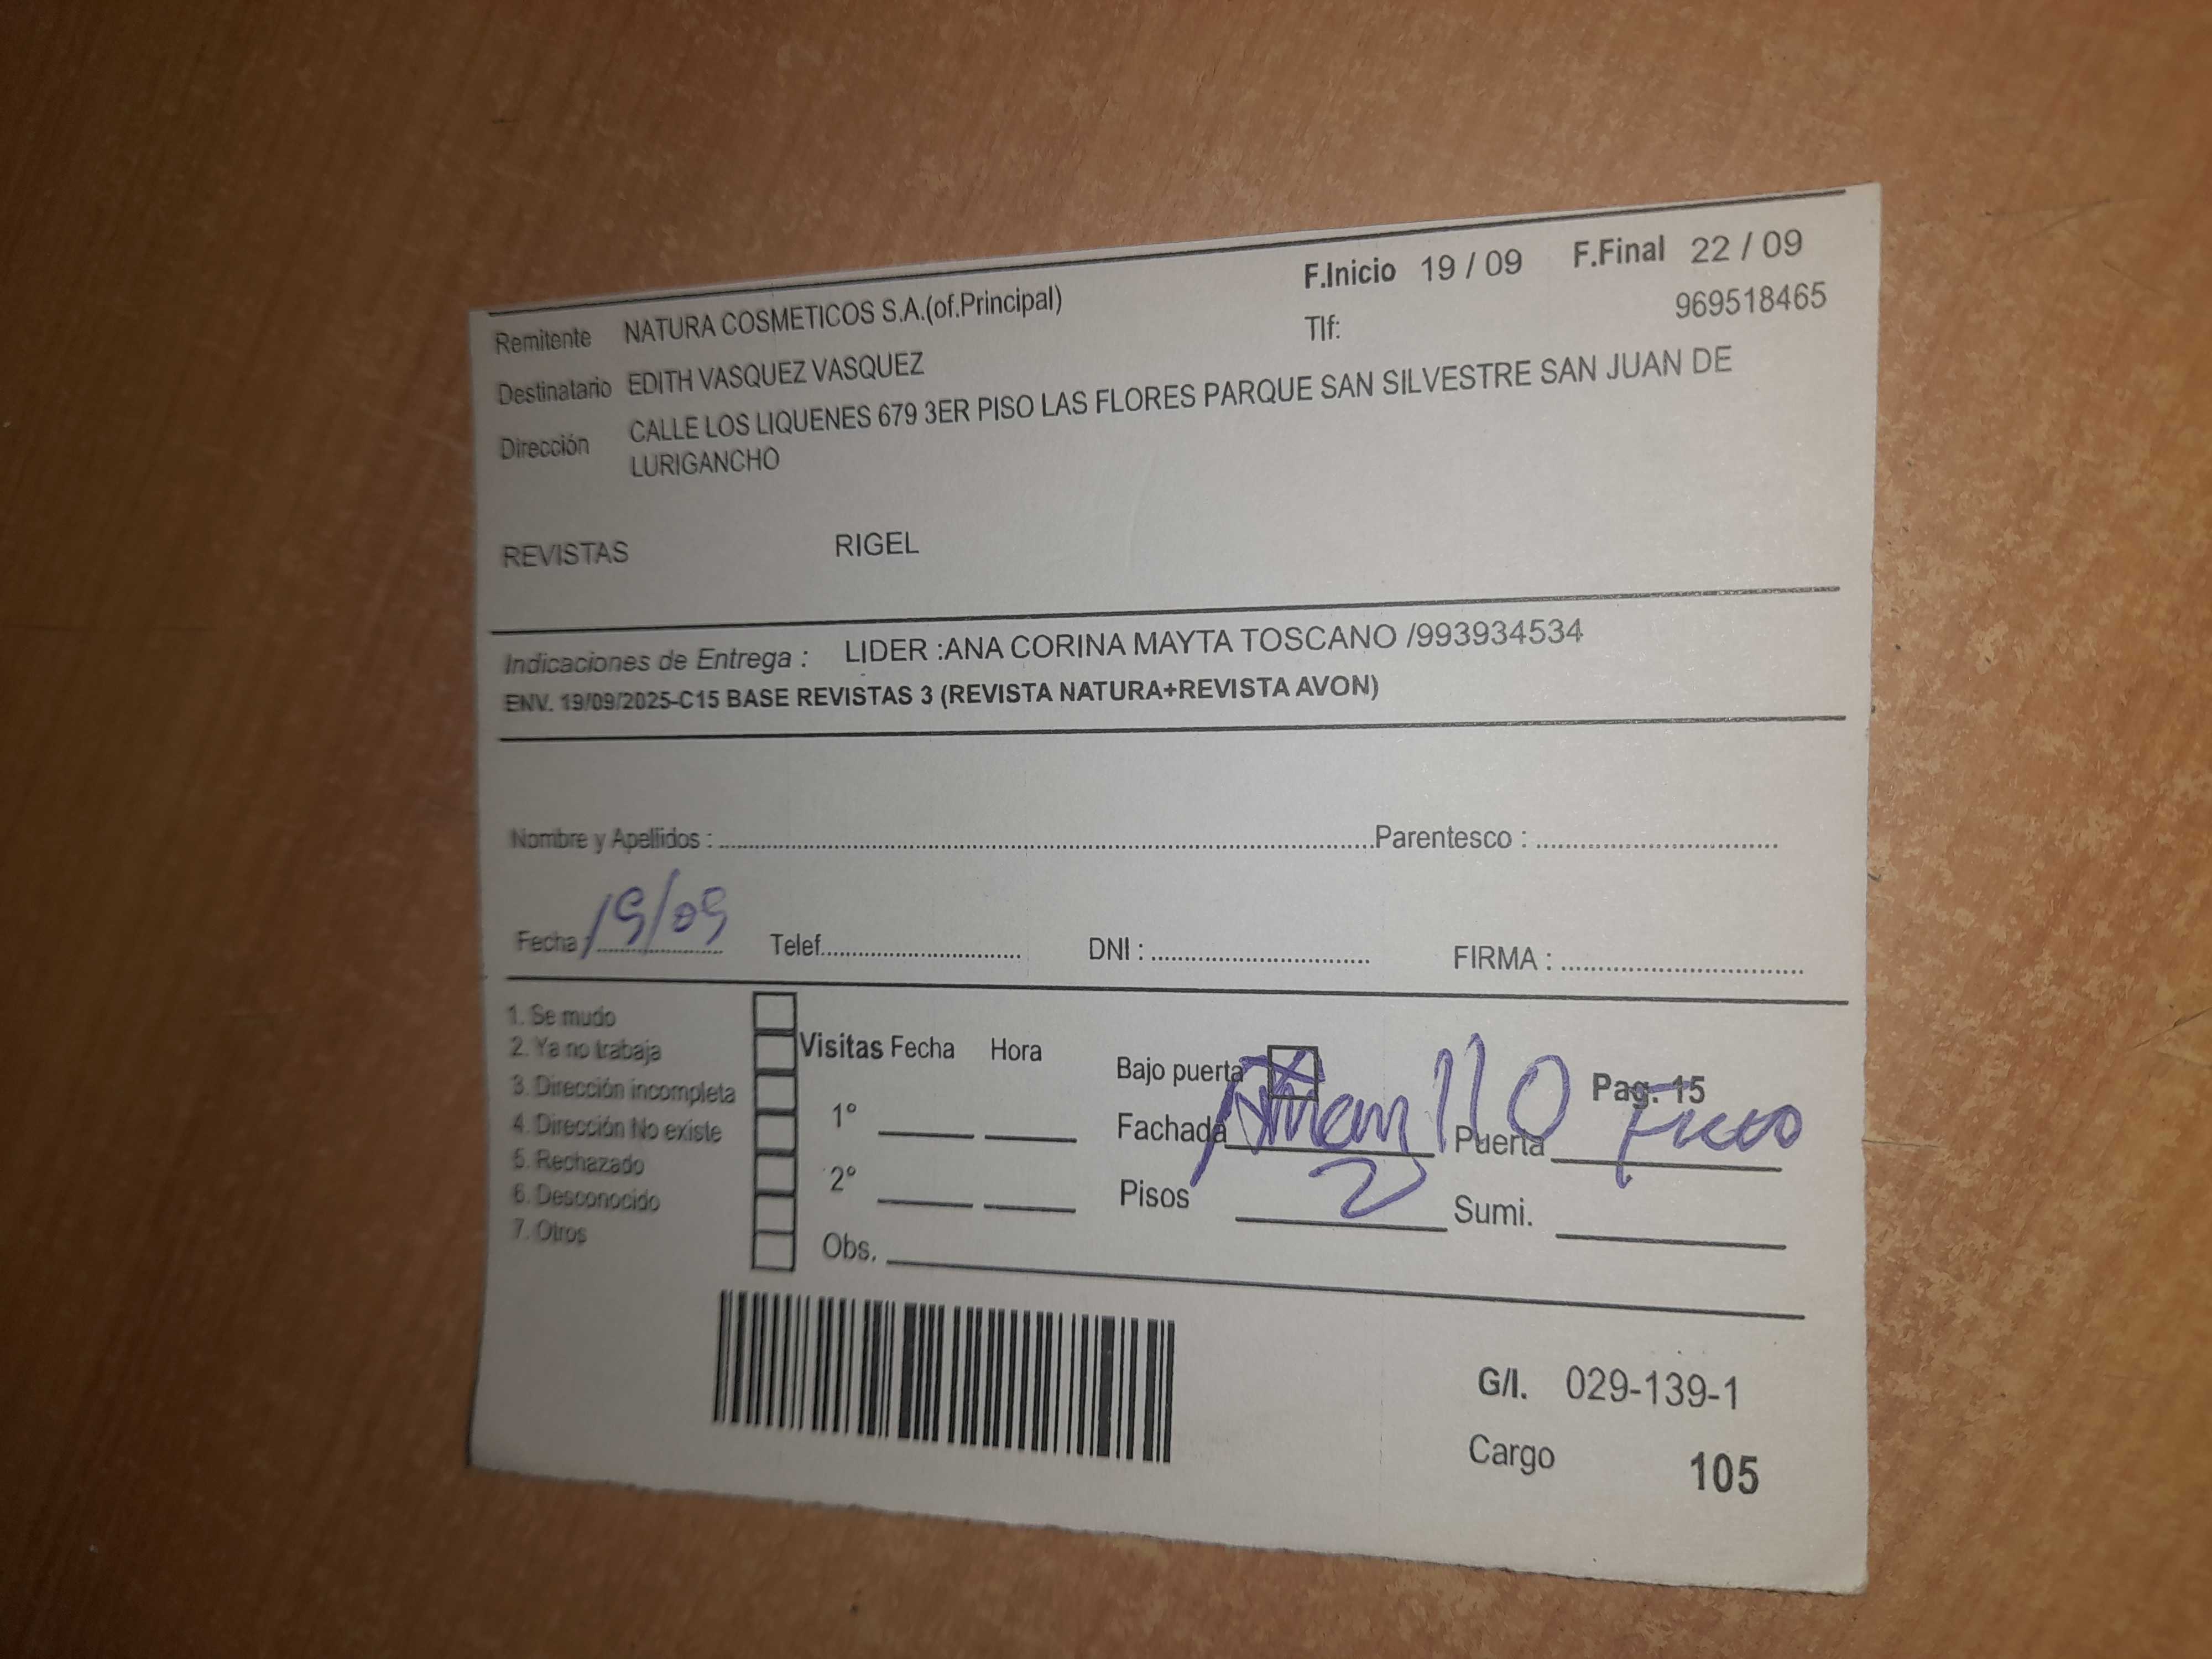 F.Inicio 19 / 09 F.Final 22 / 09
Remitente NATURA COSMETICOS S.A.(of.Principal) Tlf: 969518465
Destinatario EDITH VASQUEZ VASQUEZ
Dirección CALLE LOS LIQUENES 679 3ER PISO LAS FLORES PARQUE SAN SILVESTRE SAN JUAN DE
LURIGANCHO
REVISTAS RIGEL
Indicaciones de Entrega : LIDER :ANA CORINA MAYTA TOSCANO /993934534
ENV. 19/09/2025-C15 BASE REVISTAS 3 (REVISTA NATURA+REVISTA AVON)
Nombre y Apellidos : Parentesco :
Fecha : 19/09 Telef. DNI : FIRMA :
1. Se mudo
2. Ya no trabaja
3. Dirección incompleta
4. Dirección No existe
5. Rechazado
6. Desconocido
7. Otros
Visitas Fecha Hora
1º
2º
Obs.
Bajo puerta X Pag. 15
Fachada Amarillo Puerta
Pisos 2 Sumi.
G/I. 029-139-1
Cargo 105